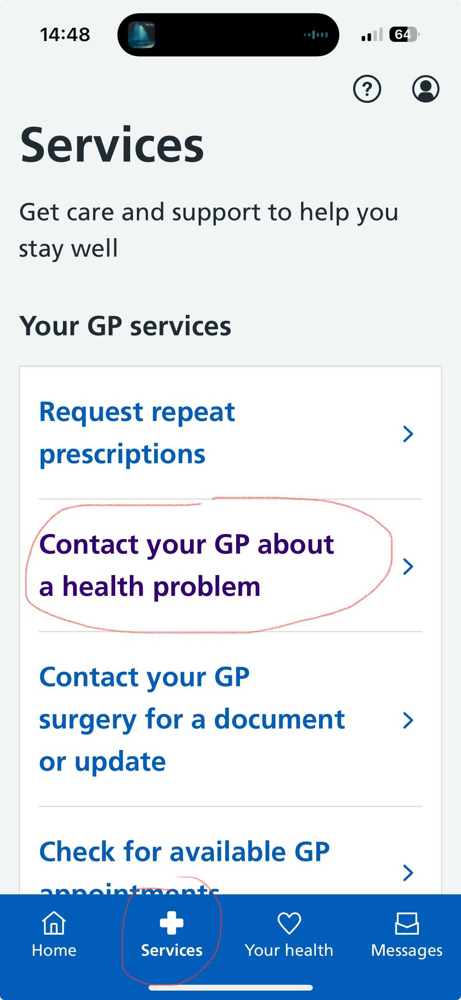 14:48
64
?
Services
Get care and support to help you
stay well
Your GP services
Request repeat
prescriptions
Contact your GP about
a health problem
Contact your GP
surgery for a document
or update
Check for available GP
appointments
Home
Services
Your health
Messages